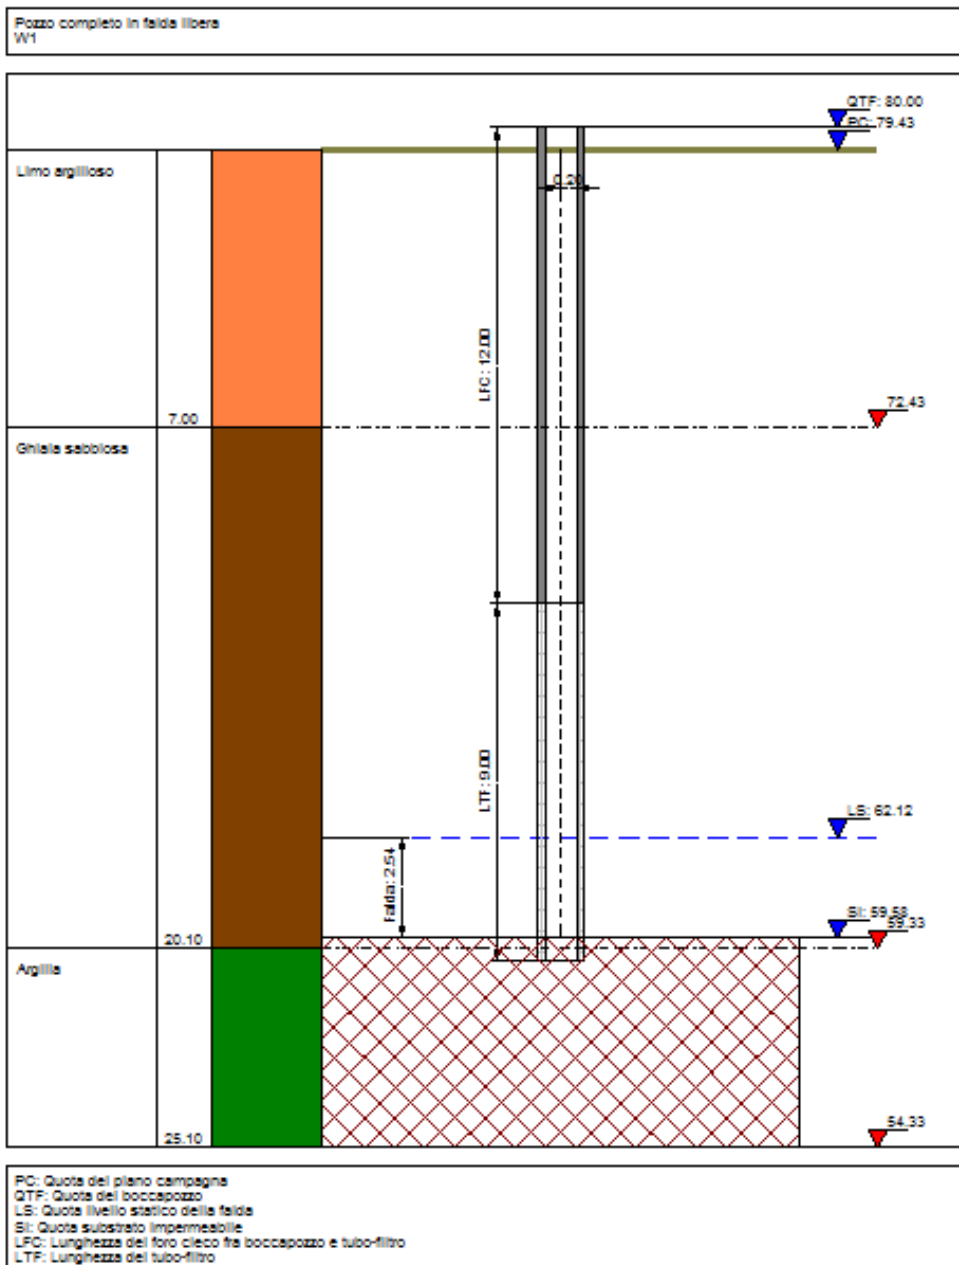 Pozzo completo in falda libera
W1
QTF: 80.00
PC: 79.43
Limo argilloso
0.20
LFC: 12.00
72.43
7.00
Ghiaia sabbiosa
LTF: 9.00
LS: 62.12
Falda: 2.54
SI: 59.58
59.33
20.10
Argilla
54.33
25.10
PC: Quota del piano campagna
QTF: Quota del boccapozzo
LS: Quota livello statico della falda
SI: Quota substrato impermeabile
LFC: Lunghezza del foro cieco fra boccapozzo e tubo-filtro
LTF: Lunghezza del tubo-filtro